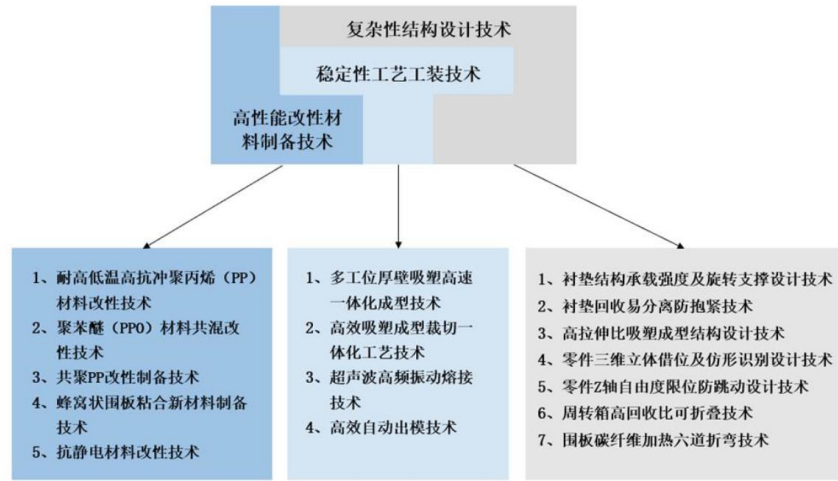 复杂性结构设计技术
稳定性工艺工装技术
高性能改性材
料制备技术
1、耐高低温高抗冲聚丙烯（PP）
材料改性技术
2、聚苯醚（PPO）材料共混改
性技术
3、共聚PP改性制备技术
4、蜂窝状围板粘合新材料制备
技术
5、抗静电材料改性技术
1、多工位厚壁吸塑高速
一体化成型技术
2、高效吸塑成型裁切一
体化工艺技术
3、超声波高频振动熔接
技术
4、高效自动出模技术
1、衬垫结构承载强度及旋转支撑设计技术
2、衬垫回收易分离防抱紧技术
3、高拉伸比吸塑成型结构设计技术
4、零件三维立体借位及仿形识别设计技术
5、零件Z轴自由度限位防跳动设计技术
6、周转箱高回收比可折叠技术
7、围板碳纤维加热六道折弯技术